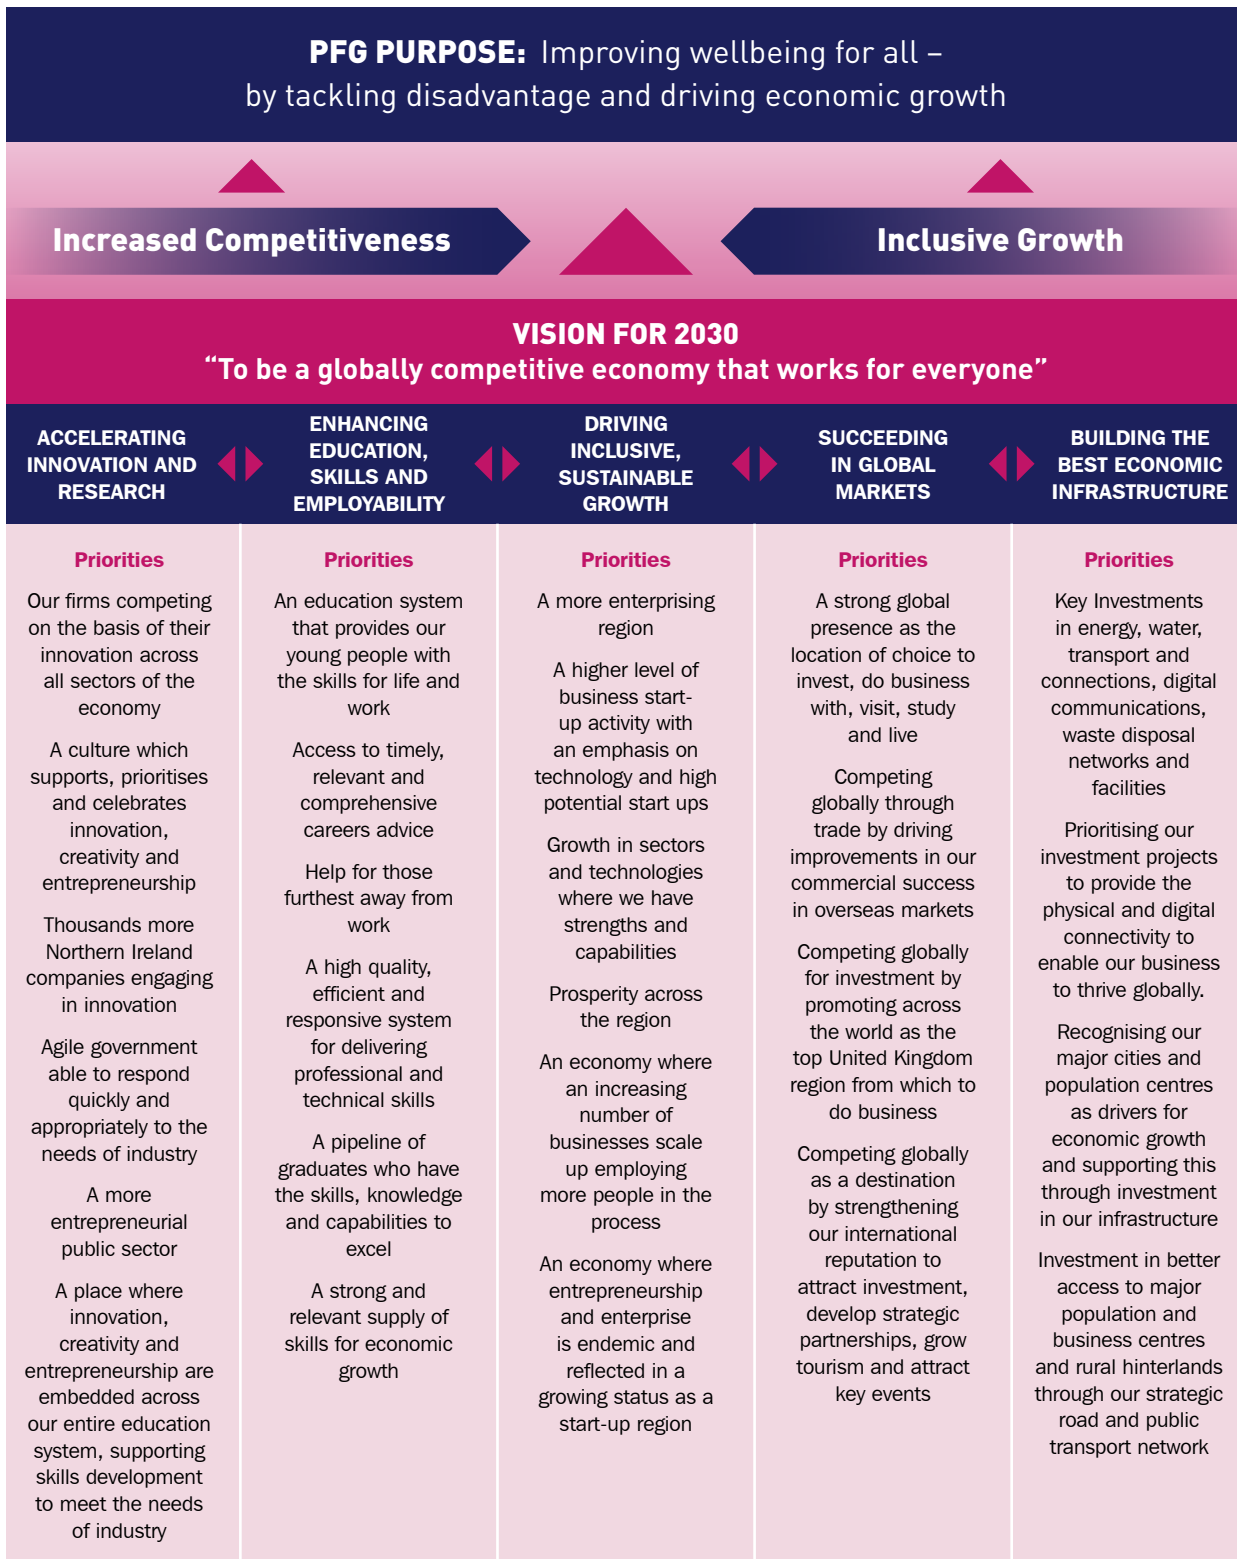 PFG PURPOSE: Improving wellbeing for all –
by tackling disadvantage and driving economic growth
Increased Competitiveness
Inclusive Growth
VISION FOR 2030
“To be a globally competitive economy that works for everyone”
ACCELERATING
INNOVATION AND
RESEARCH
ENHANCING
EDUCATION,
SKILLS AND
EMPLOYABILITY
DRIVING
INCLUSIVE,
SUSTAINABLE
GROWTH
SUCCEEDING
IN GLOBAL
MARKETS
BUILDING THE
BEST ECONOMIC
INFRASTRUCTURE
Priorities
Our firms competing
on the basis of their
innovation across
all sectors of the
economy
A culture which
supports, prioritises
and celebrates
innovation,
creativity and
entrepreneurship
Thousands more
Northern Ireland
companies engaging
in innovation
Agile government
able to respond
quickly and
appropriately to the
needs of industry
A more
entrepreneurial
public sector
A place where
innovation,
creativity and
entrepreneurship are
embedded across
our entire education
system, supporting
skills development
to meet the needs
of industry
Priorities
An education system
that provides our
young people with
the skills for life and
work
Access to timely,
relevant and
comprehensive
careers advice
Help for those
furthest away from
work
A high quality,
efficient and
responsive system
for delivering
professional and
technical skills
A pipeline of
graduates who have
the skills, knowledge
and capabilities to
excel
A strong and
relevant supply of
skills for economic
growth
Priorities
A more enterprising
region
A higher level of
business start-
up activity with
an emphasis on
technology and high
potential start ups
Growth in sectors
and technologies
where we have
strengths and
capabilities
Prosperity across
the region
An economy where
an increasing
number of
businesses scale
up employing
more people in the
process
An economy where
entrepreneurship
and enterprise
is endemic and
reflected in a
growing status as a
start-up region
Priorities
A strong global
presence as the
location of choice to
invest, do business
with, visit, study
and live
Competing
globally through
trade by driving
improvements in our
commercial success
in overseas markets
Competing globally
for investment by
promoting across
the world as the
top United Kingdom
region from which to
do business
Competing globally
as a destination
by strengthening
our international
reputation to
attract investment,
develop strategic
partnerships, grow
tourism and attract
key events
Priorities
Key Investments
in energy, water,
transport and
connections, digital
communications,
waste disposal
networks and
facilities
Prioritising our
investment projects
to provide the
physical and digital
connectivity to
enable our business
to thrive globally.
Recognising our
major cities and
population centres
as drivers for
economic growth
and supporting this
through investment
in our infrastructure
Investment in better
access to major
population and
business centres
and rural hinterlands
through our strategic
road and public
transport network